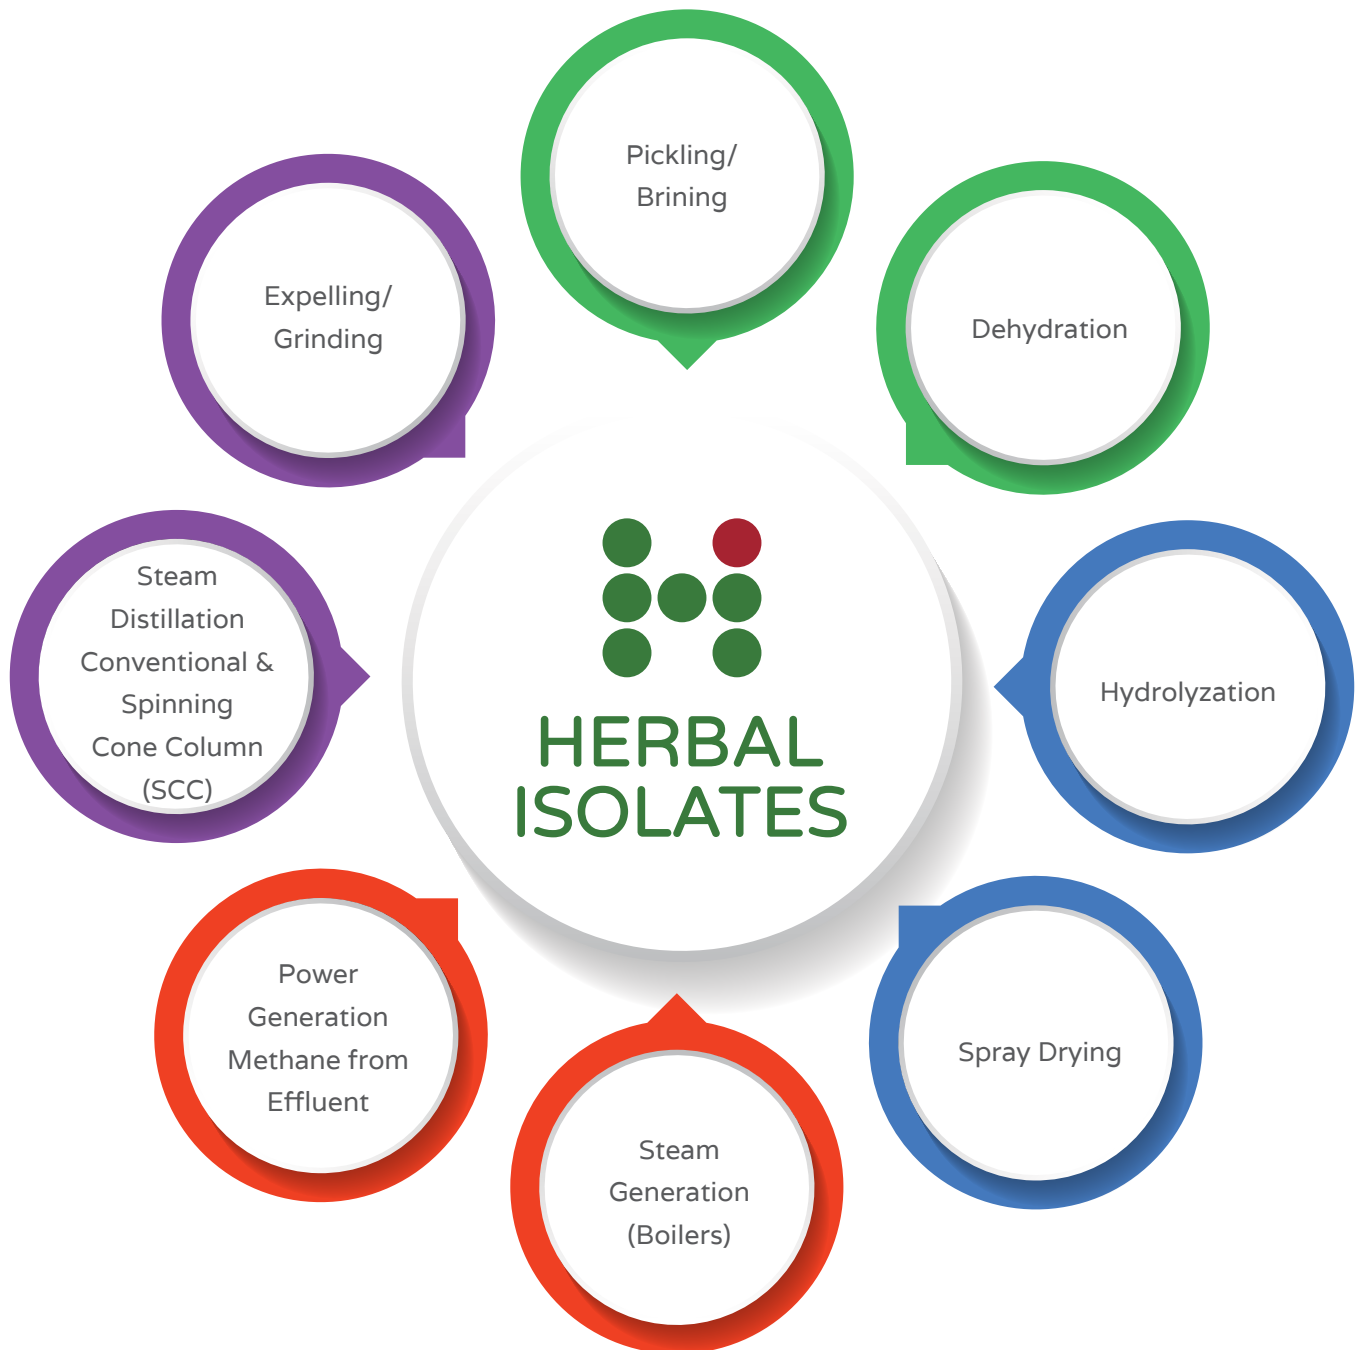 Pickling/
Brining
Dehydration
Hydrolyzation
Spray Drying
Steam
Generation
(Boilers)
Power
Generation
Methane from
Effluent
Steam
Distillation
Conventional &
Spinning
Cone Column
(SCC)
Expelling/
Grinding
HERBAL
ISOLATES